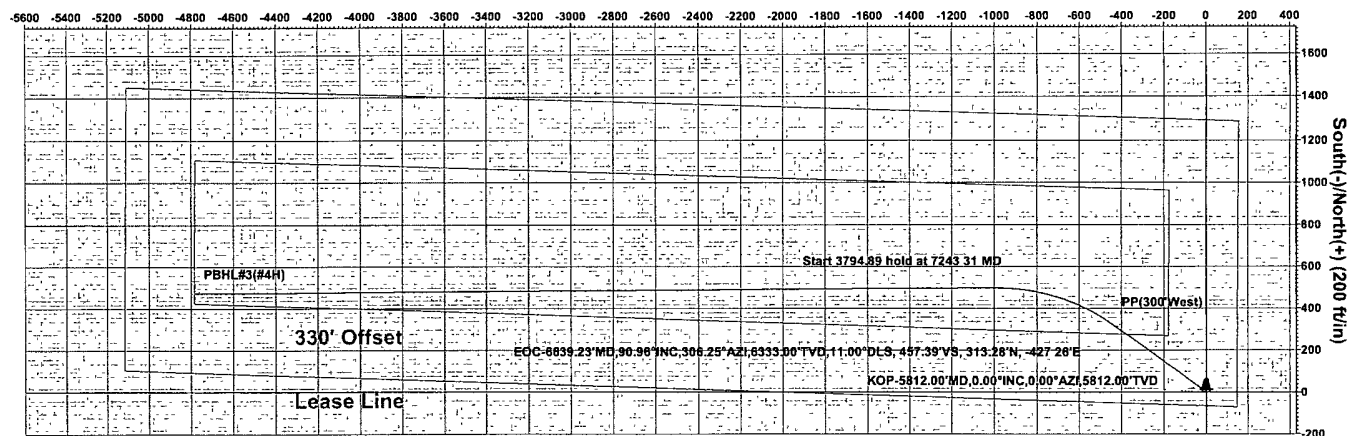 -5600 -5400 -5200 -5000 -4800 -4600 -4400 -4200 -4000 -3800 -3600 -3400 -3200 -3000 -2800 -2600 -2400 -2200 -2000 -1800 -1600 -1400 -1200 -1000 -800 -600 -400 -200 0 200 400
1600
1400
1200
1000
800
600
400
200
0
-200
South(-)/North(+) (200 ft/in)
PBHL#3(#4H)
Start 3794.89 hold at 7243 31 MD
PP(300'West)
330' Offset
EOC-6639.23'MD,90.96°INC,306.25°AZI,6333.00'TVD,11.00°DLS, 457.39'VS, 313.28'N, -427.26'E
KOP-5812.00'MD,0.00°INC,0.00°AZI,5812.00'TVD
Lease Line